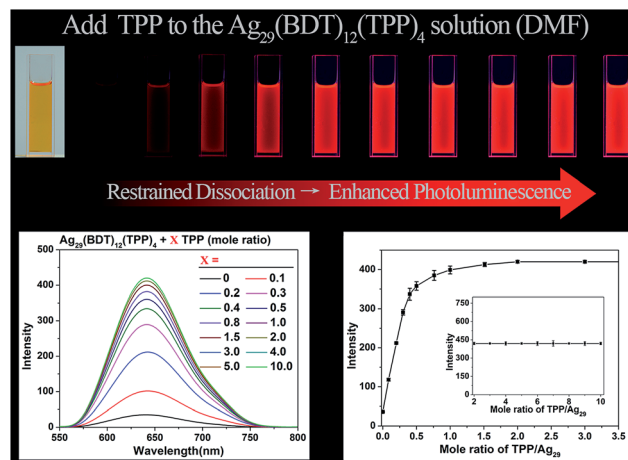 Add TPP to the Ag₂₉(BDT)₁₂(TPP)₄ solution (DMF)
Restrained Dissociation → Enhanced Photoluminescence
Ag₂₉(BDT)₁₂(TPP)₄ + X TPP (mole ratio)
X =
0 0.1
0.2 0.3
0.4 0.5
0.8 1.0
1.5 2.0
3.0 4.0
5.0 10.0
500
400
300
200
100
0
Intensity
550 600 650 700 750 800
Wavelength(nm)
400
300
200
100
0
Intensity
0.0 0.5 1.0 1.5 2.0 2.5 3.0 3.5
Mole ratio of TPP/Ag₂₉
750
600
450
300
150
0
Intensity
2 4 6 8 10
Mole ratio of TPP/Ag₂₉